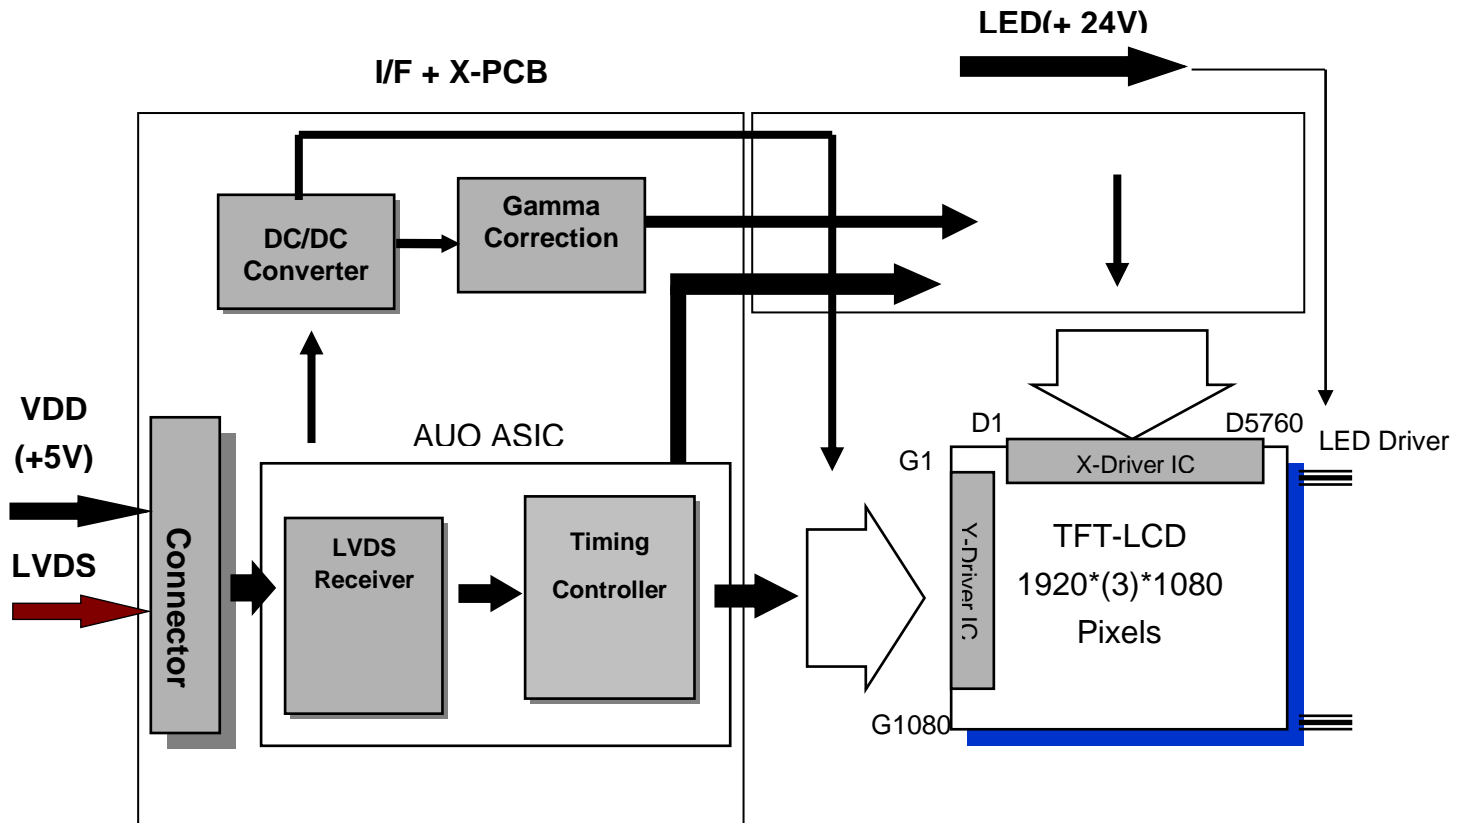 LED(+ 24V)
I/F + X-PCB
Gamma
Correction
DC/DC
Converter
VDD
(+5V)
LVDS
Connector
AUO ASIC
LVDS
Receiver
Timing
Controller
D1
D5760
G1
X-Driver IC
LED Driver
Y-Driver IC
TFT-LCD
1920*(3)*1080
Pixels
G1080